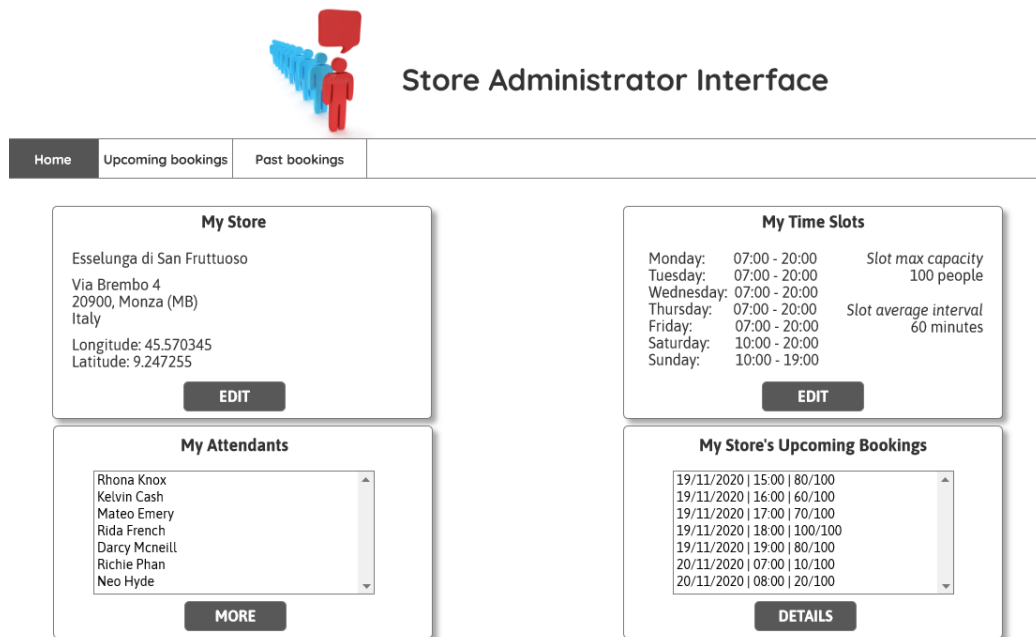 Store Administrator Interface
Home
Upcoming bookings
Past bookings
My Store
Esselunga di San Fruttuoso
Via Brembo 4
20900, Monza (MB)
Italy
Longitude: 45.570345
Latitude: 9.247255
EDIT
My Time Slots
Monday: 07:00 - 20:00
Tuesday: 07:00 - 20:00
Wednesday: 07:00 - 20:00
Thursday: 07:00 - 20:00
Friday: 07:00 - 20:00
Saturday: 10:00 - 20:00
Sunday: 10:00 - 19:00
Slot max capacity
100 people
Slot average interval
60 minutes
EDIT
My Attendants
Rhona Knox
Kelvin Cash
Mateo Emery
Rida French
Darcy Mcneill
Richie Phan
Neo Hyde
MORE
My Store's Upcoming Bookings
19/11/2020 | 15:00 | 80/100
19/11/2020 | 16:00 | 60/100
19/11/2020 | 17:00 | 70/100
19/11/2020 | 18:00 | 100/100
19/11/2020 | 19:00 | 80/100
20/11/2020 | 07:00 | 10/100
20/11/2020 | 08:00 | 20/100
DETAILS